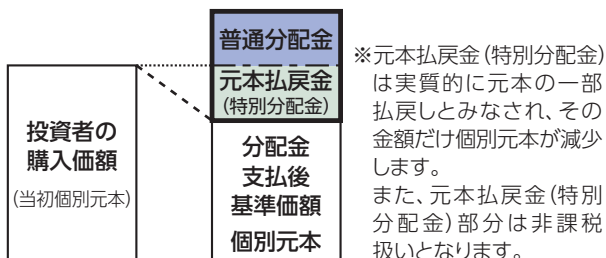 普通分配金
元本払戻金
(特別分配金)
投資者の
購入価額
(当初個別元本)
分配金
支払後
基準価額
個別元本
※元本払戻金(特別分配金)
は実質的に元本の一部
払戻しとみなされ、その
金額だけ個別元本が減少
します。
また、元本払戻金(特別
分配金)部分は非課税
扱いとなります。